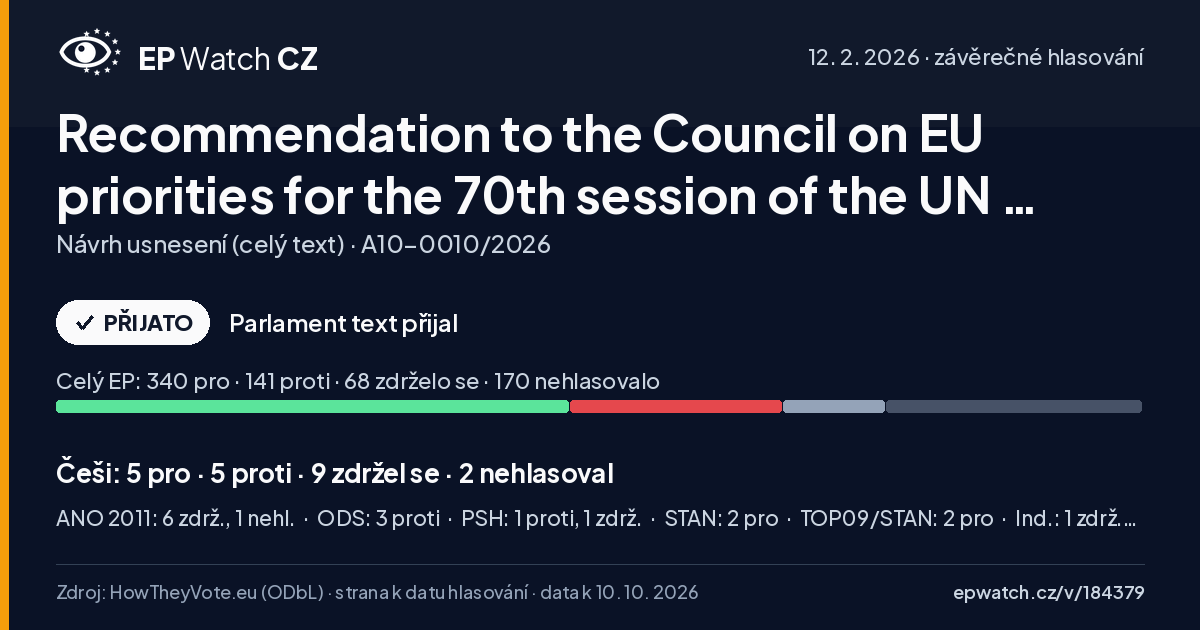 EP Watch CZ
12. 2. 2026 · závěrečné hlasování
Recommendation to the Council on EU
priorities for the 70th session of the UN …
Návrh usnesení (celý text) · A10-0010/2026
✓ PŘIJATO Parlament text přijal
Celý EP: 340 pro · 141 proti · 68 zdrželo se · 170 nehlasovalo
Češi: 5 pro · 5 proti · 9 zdržel se · 2 nehlasoval
ANO 2011: 6 zdrž., 1 nehl. · ODS: 3 proti · PSH: 1 proti, 1 zdrž. · STAN: 2 pro · TOP09/STAN: 2 pro · Ind.: 1 zdrž.…
Zdroj: HowTheyVote.eu (ODbL) · strana k datu hlasování · data k 10. 10. 2026
epwatch.cz/v/184379